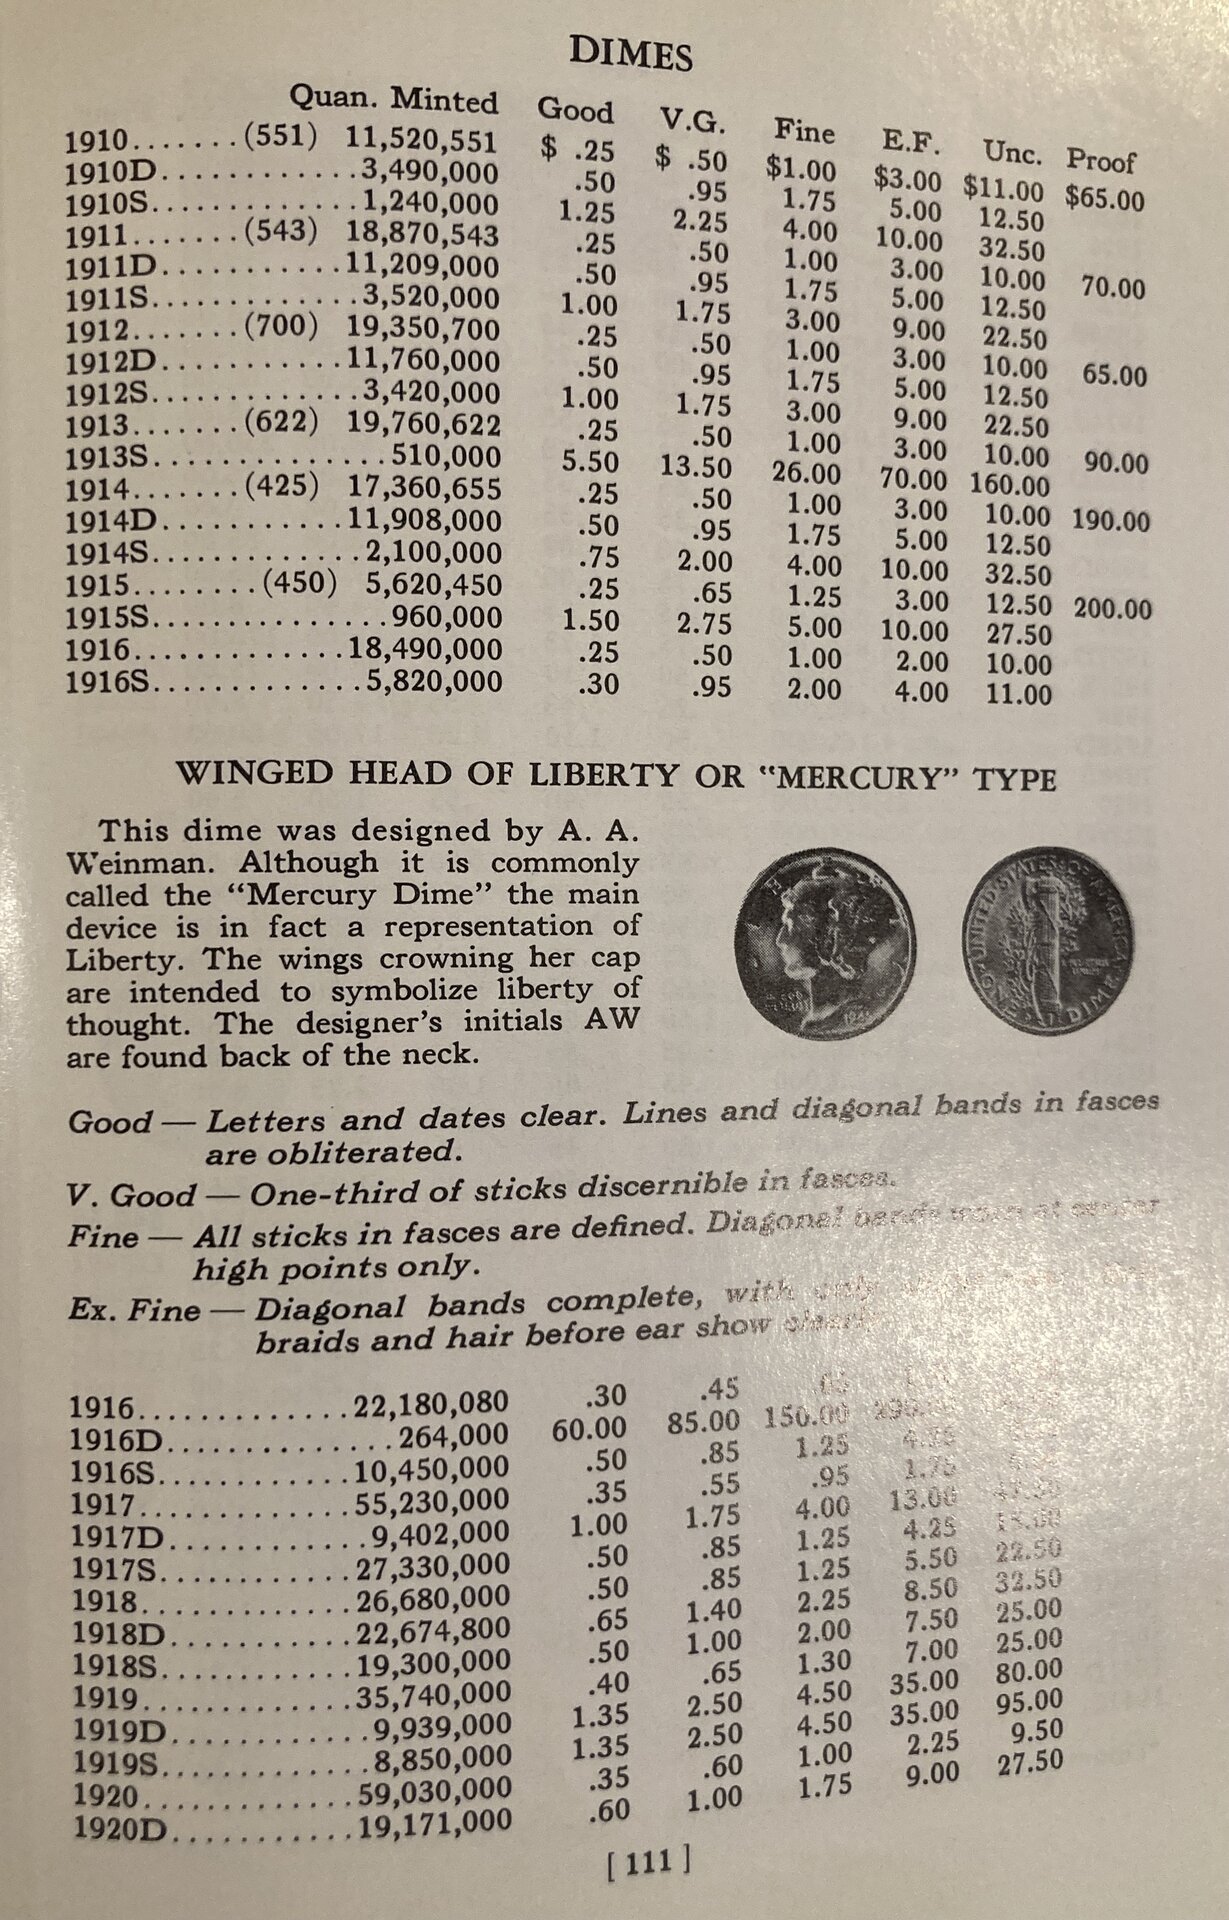 DIMES
Quan. Minted Good V.G. Fine E.F. Unc. Proof
1910.......(551) 11,520,551 $ .25 $ .50 $1.00 $3.00 $11.00 $65.00
1910D............3,490,000 .50 .95 1.75 5.00 12.50
1910S............1,240,000 1.25 2.25 4.00 10.00 32.50
1911.......(543) 18,870,543 .25 .50 1.00 3.00 10.00 70.00
1911D...........11,209,000 .50 .95 1.75 5.00 12.50
1911S............3,520,000 1.00 1.75 3.00 9.00 22.50
1912.......(700) 19,350,700 .25 .50 1.00 3.00 10.00 65.00
1912D...........11,760,000 .50 .95 1.75 5.00 12.50
1912S............3,420,000 1.00 1.75 3.00 9.00 22.50
1913.......(622) 19,760,622 .25 .50 1.00 3.00 10.00 90.00
1913S..............510,000 5.50 13.50 26.00 70.00 160.00
1914.......(425) 17,360,655 .25 .50 1.00 3.00 10.00 190.00
1914D...........11,908,000 .50 .95 1.75 5.00 12.50
1914S............2,100,000 .75 2.00 4.00 10.00 32.50
1915........(450) 5,620,450 .25 .65 1.25 3.00 12.50 200.00
1915S..............960,000 1.50 2.75 5.00 10.00 27.50
1916.............18,490,000 .25 .50 1.00 2.00 10.00
1916S............5,820,000 .30 .95 2.00 4.00 11.00
WINGED HEAD OF LIBERTY OR "MERCURY" TYPE
This dime was designed by A. A.
Weinman. Although it is commonly
called the "Mercury Dime" the main
device is in fact a representation of
Liberty. The wings crowning her cap
are intended to symbolize liberty of
thought. The designer's initials AW
are found back of the neck.
UNITED STATES OF AMERICA
ONE DIME
Good — Letters and dates clear. Lines and diagonal bands in fasces
are obliterated.
V. Good — One-third of sticks discernible in fasces.
Fine — All sticks in fasces are defined. Diagonal bands worn at center
high points only.
Ex. Fine — Diagonal bands complete, with only
braids and hair before ear show clearly.
1916.............22,180,080 .30 .45
1916D..............264,000 60.00 85.00 150.00
1916S...........10,450,000 .50 .85 1.25
1917.............55,230,000 .35 .55 .95 1.75
1917D............9,402,000 1.00 1.75 4.00 13.00
1917S...........27,330,000 .50 .85 1.25 4.25 15.00
1918.............26,680,000 .50 .85 1.25 5.50 22.50
1918D...........22,674,800 .65 1.40 2.25 8.50 32.50
1918S...........19,300,000 .50 1.00 2.00 7.50 25.00
1919.............35,740,000 .40 .65 1.30 7.00 25.00
1919D............9,939,000 1.35 2.50 4.50 35.00 80.00
1919S............8,850,000 1.35 2.50 4.50 35.00 95.00
1920.............59,030,000 .35 .60 1.00 2.25 9.50
1920D...........19,171,000 .60 1.00 1.75 9.00 27.50
[ 111 ]